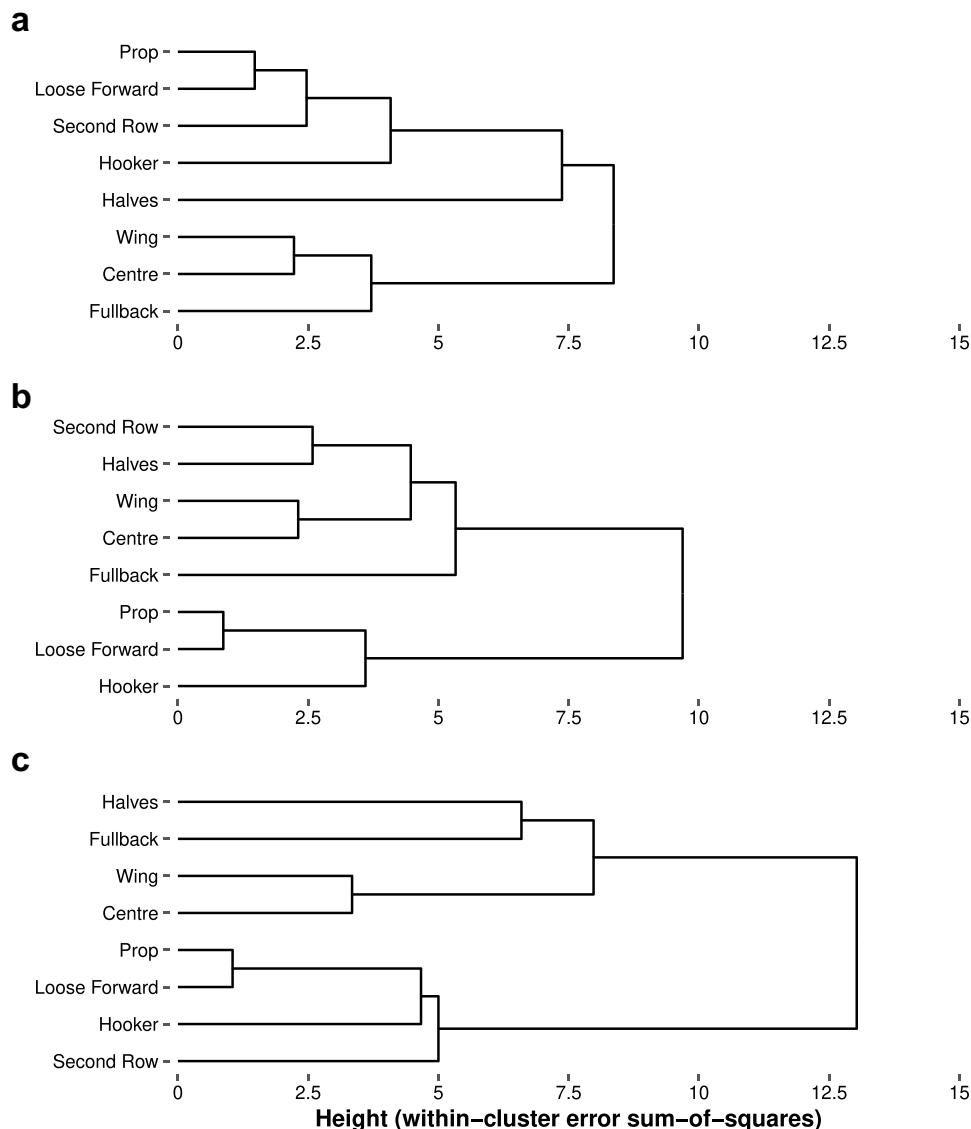 a
Prop
Loose Forward
Second Row
Hooker
Halves
Wing
Centre
Fullback
0 2.5 5 7.5 10 12.5 15
b
Second Row
Halves
Wing
Centre
Fullback
Prop
Loose Forward
Hooker
0 2.5 5 7.5 10 12.5 15
c
Halves
Fullback
Wing
Centre
Prop
Loose Forward
Hooker
Second Row
0 2.5 5 7.5 10 12.5 15
Height (within−cluster error sum−of−squares)